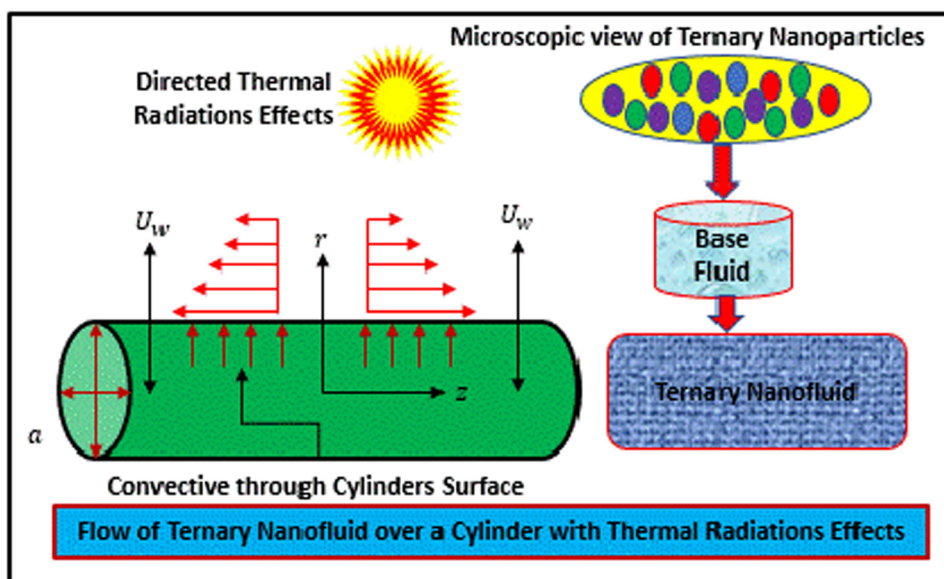 Microscopic view of Ternary Nanoparticles
Directed Thermal
Radiations Effects
U_w
r
U_w
Base
Fluid
z
Ternary Nanofluid
a
Convective through Cylinders Surface
Flow of Ternary Nanofluid over a Cylinder with Thermal Radiations Effects